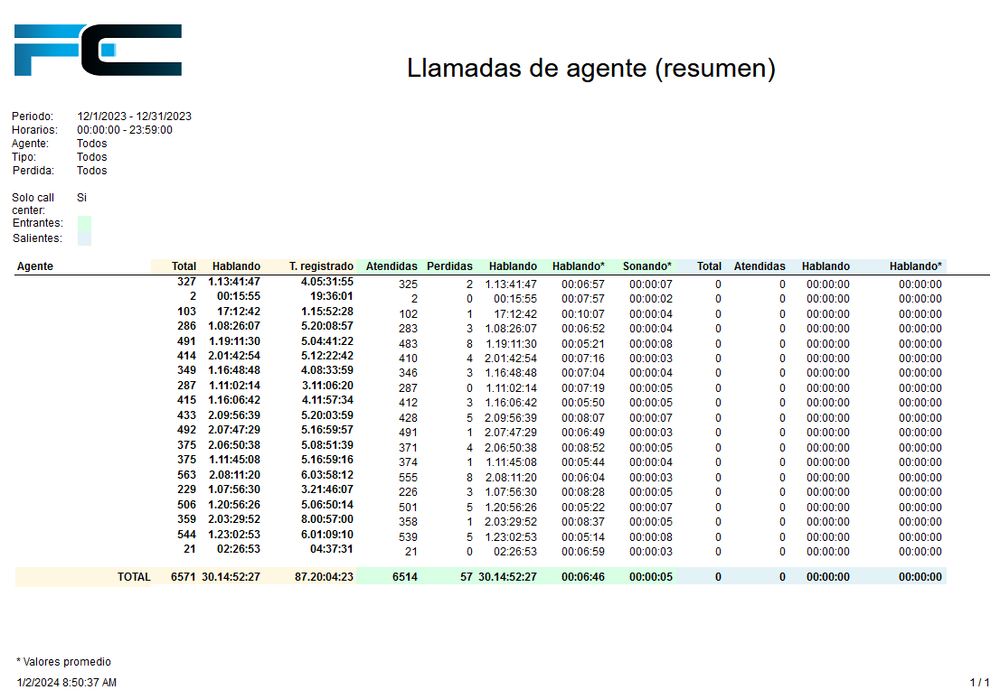 FC
Llamadas de agente (resumen)
Periodo: 12/1/2023 - 12/31/2023
Horarios: 00:00:00 - 23:59:00
Agente: Todos
Tipo: Todos
Perdida: Todos
Solo call center: Si
Entrantes:
Salientes:
Agente Total Hablando T. registrado Atendidas Perdidas Hablando Hablando* Sonando* Total Atendidas Hablando Hablando*
327 1.13:41:47 4.05:31:55 325 2 1.13:41:47 00:06:57 00:00:07 0 0 00:00:00 00:00:00
2 00:15:55 19:36:01 2 0 00:15:55 00:07:57 00:00:02 0 0 00:00:00 00:00:00
103 17:12:42 1.15:52:28 102 1 17:12:42 00:10:07 00:00:04 0 0 00:00:00 00:00:00
286 1.08:26:07 5.20:08:57 283 3 1.08:26:07 00:06:52 00:00:04 0 0 00:00:00 00:00:00
491 1.19:11:30 5.04:41:22 483 8 1.19:11:30 00:05:21 00:00:08 0 0 00:00:00 00:00:00
414 2.01:42:54 5.12:22:42 410 4 2.01:42:54 00:07:16 00:00:03 0 0 00:00:00 00:00:00
349 1.16:48:48 4.08:33:59 346 3 1.16:48:48 00:07:04 00:00:04 0 0 00:00:00 00:00:00
287 1.11:02:14 3.11:06:20 287 0 1.11:02:14 00:07:19 00:00:05 0 0 00:00:00 00:00:00
415 1.16:06:42 4.11:57:34 412 3 1.16:06:42 00:05:50 00:00:05 0 0 00:00:00 00:00:00
433 2.09:56:39 5.20:03:59 428 5 2.09:56:39 00:08:07 00:00:07 0 0 00:00:00 00:00:00
492 2.07:47:29 5.16:59:57 491 1 2.07:47:29 00:06:49 00:00:03 0 0 00:00:00 00:00:00
375 2.06:50:38 5.08:51:39 371 4 2.06:50:38 00:08:52 00:00:05 0 0 00:00:00 00:00:00
375 1.11:45:08 5.16:59:16 374 1 1.11:45:08 00:05:44 00:00:04 0 0 00:00:00 00:00:00
563 2.08:11:20 6.03:58:12 555 8 2.08:11:20 00:06:04 00:00:03 0 0 00:00:00 00:00:00
229 1.07:56:30 3.21:46:07 226 3 1.07:56:30 00:08:28 00:00:05 0 0 00:00:00 00:00:00
506 1.20:56:26 5.06:50:14 501 5 1.20:56:26 00:05:22 00:00:07 0 0 00:00:00 00:00:00
359 2.03:29:52 8.00:57:00 358 1 2.03:29:52 00:08:37 00:00:05 0 0 00:00:00 00:00:00
544 1.23:02:53 6.01:09:10 539 5 1.23:02:53 00:05:14 00:00:08 0 0 00:00:00 00:00:00
21 02:26:53 04:37:31 21 0 02:26:53 00:06:59 00:00:03 0 0 00:00:00 00:00:00
TOTAL 6571 30.14:52:27 87.20:04:23 6514 57 30.14:52:27 00:06:46 00:00:05 0 0 00:00:00 00:00:00
* Valores promedio
1/2/2024 8:50:37 AM 1 / 1